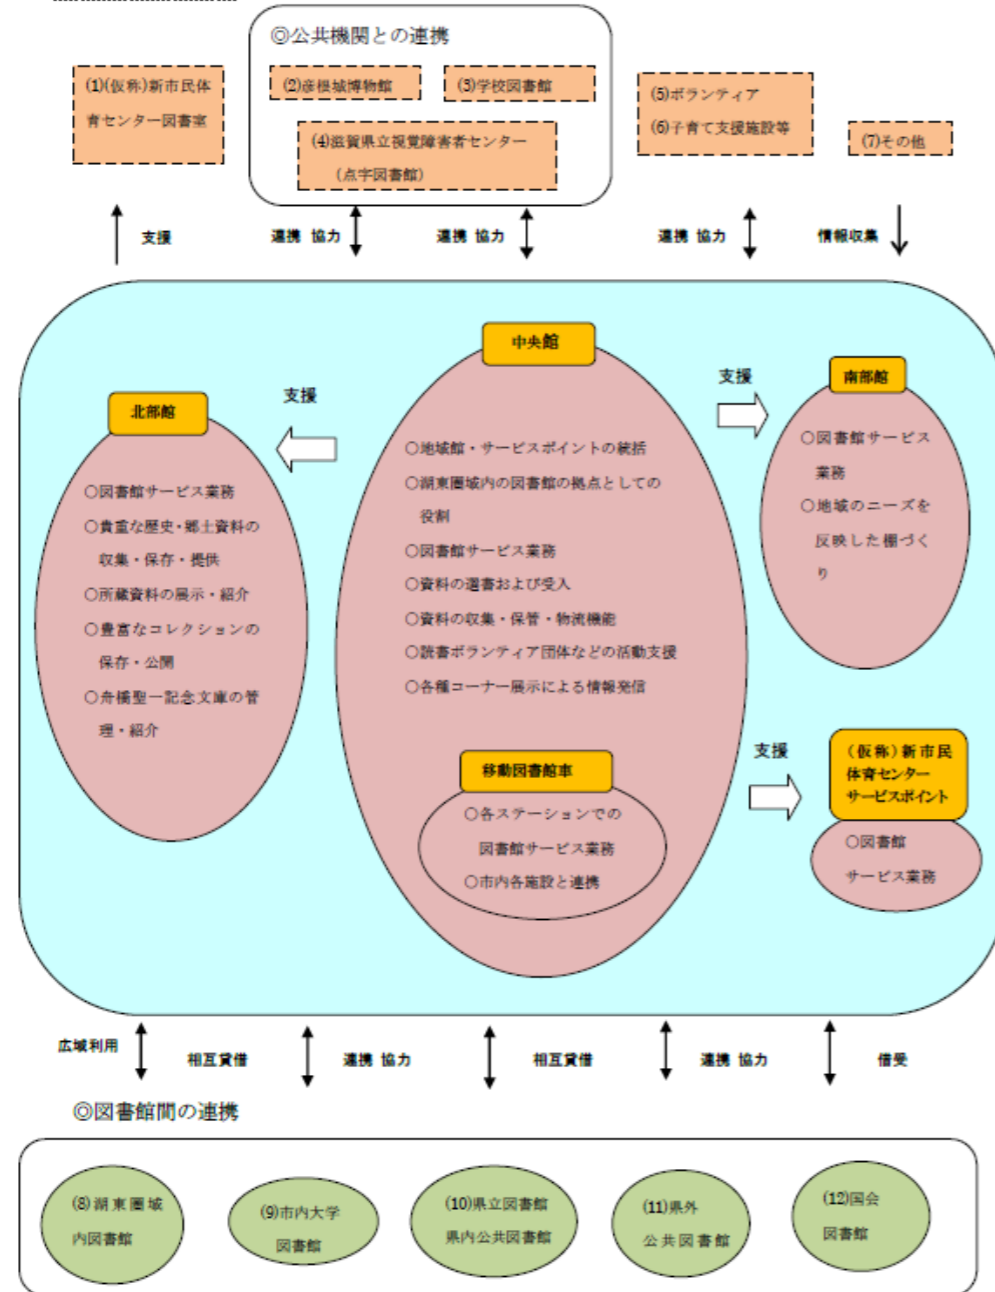 ◎公共機関との連携
(1)(仮称)新市民体
育センター図書室
(2)彦根城博物館
(3)学校図書館
(4)滋賀県立視覚障害者センター
(点字図書館)
(5)ボランティア
(6)子育て支援施設等
(7)その他
支援
連携 協力
連携 協力
連携 協力
情報収集
中央館
○地域館・サービスポイントの統括
○湖東圏域内の図書館の拠点としての
役割
○図書館サービス業務
○資料の選書および受入
○資料の収集・保管・物流機能
○読書ボランティア団体などの活動支援
○各種コーナー展示による情報発信
移動図書館車
○各ステーションでの
図書館サービス業務
○市内各施設と連携
支援
北部館
○図書館サービス業務
○貴重な歴史・郷土資料の
収集・保存・提供
○所蔵資料の展示・紹介
○豊富なコレクションの
保存・公開
○舟橋聖一記念文庫の管
理・紹介
支援
南部館
○図書館サービス
業務
○地域のニーズを
反映した棚づく
り
支援
(仮称)新市民
体育センター
サービスポイント
○図書館
サービス業務
広域利用
相互貸借
連携 協力
相互貸借
連携 協力
借受
◎図書館間の連携
(8)湖東圏域
内図書館
(9)市内大学
図書館
(10)県立図書館
県内公共図書館
(11)県外
公共図書館
(12)国会
図書館